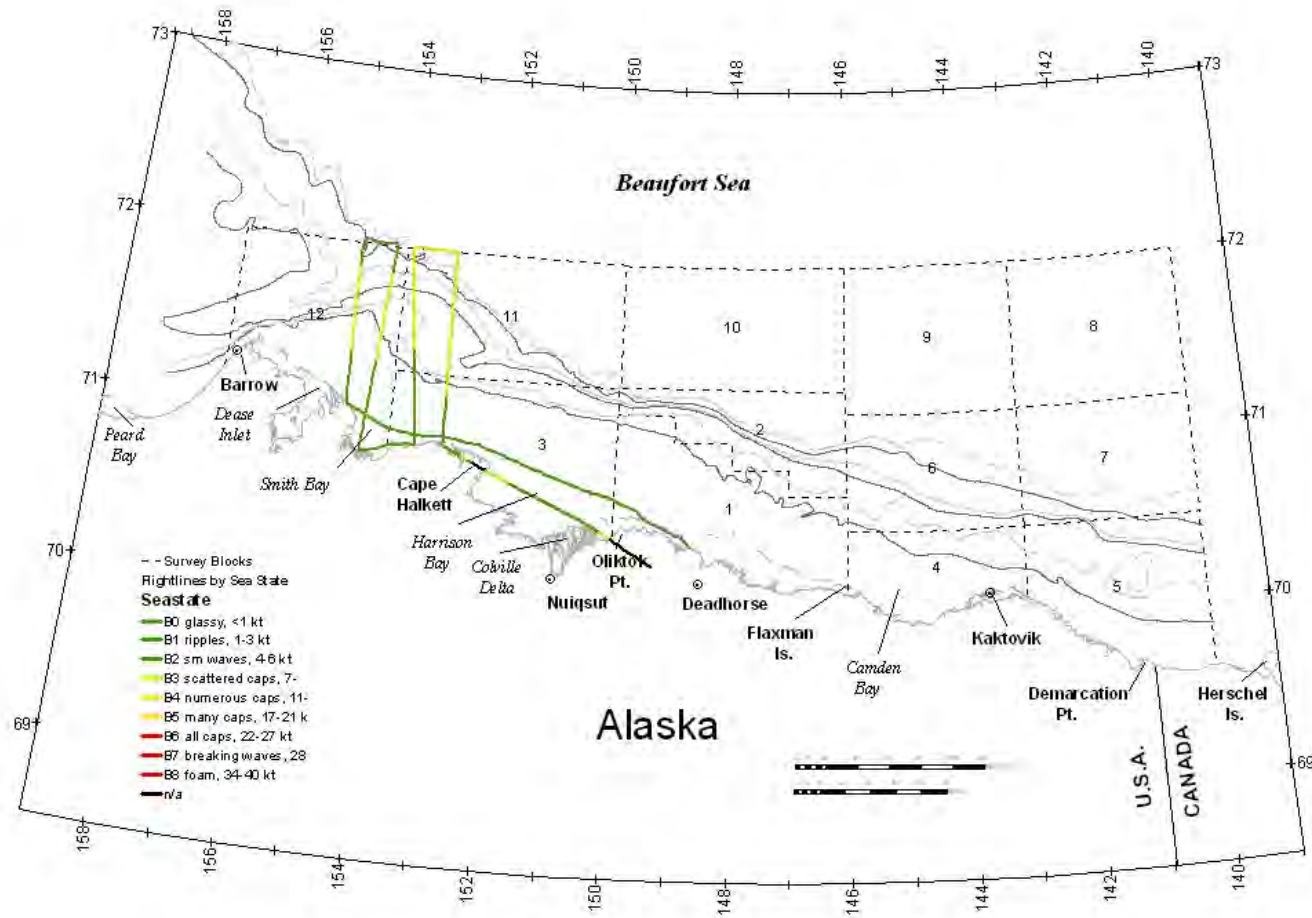 158
156
154
152
150
148
146
144
142
140
73
73
Beaufort Sea
72
72
12
11
10
9
8
Barrow
71
71
Dease
Inlet
Peard
Bay
Smith Bay
3
2
6
7
Cape
Halkett
1
Harrison
Bay
Colville
Delta
Oliktok
Pt.
4
5
70
70
Nuiqsut
Deadhorse
Flaxman
Is.
Kaktovik
Camden
Bay
Demarcation
Pt.
Herschel
Is.
Survey Blocks
Flightlines by Sea State
Seastate
B0 glassy, <1 kt
B1 ripples, 1-3 kt
B2 sm waves, 4-6 kt
B3 scattered caps, 7-
B4 numerous caps, 11-
B5 many caps, 17-21 k
B6 all caps, 22-27 kt
B7 breaking waves, 28
B8 foam, 34-40 kt
n/a
Alaska
U.S.A.
CANADA
69
69
158
156
154
152
150
148
146
144
142
140